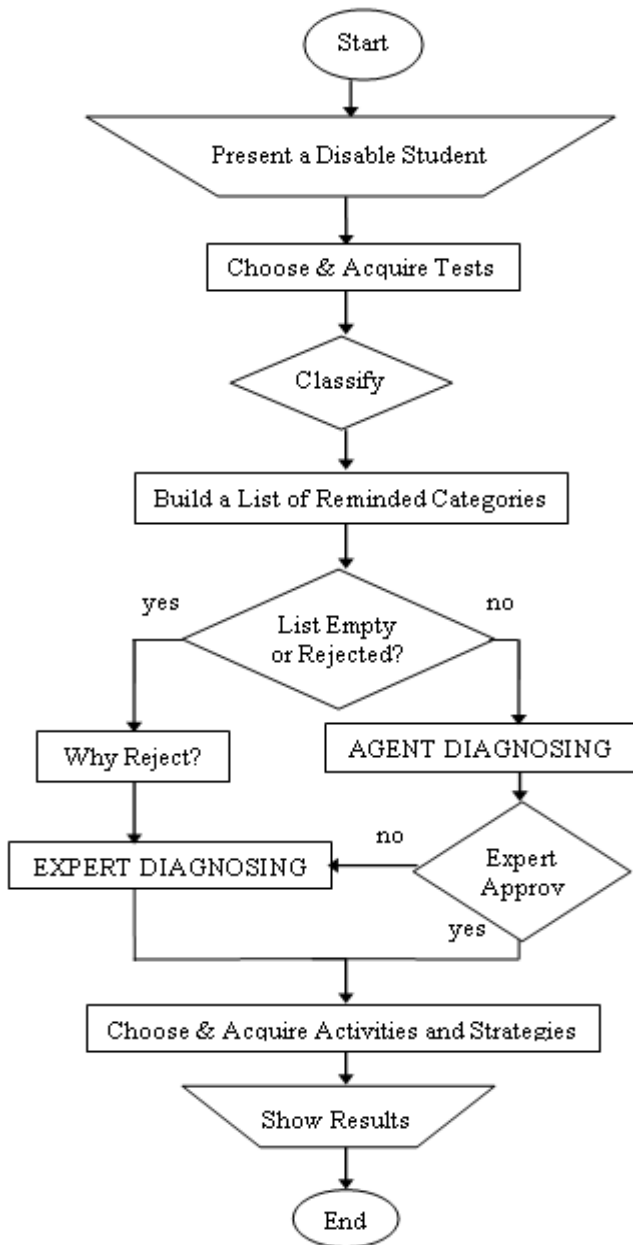 Start
Present a Disable Student
Choose & Acquire Tests
Classify
Build a List of Reminded Categories
yes
no
List Empty
or Rejected?
Why Reject?
AGENT DIAGNOSING
EXPERT DIAGNOSING
no
Expert
Approv
yes
Choose & Acquire Activities and Strategies
Show Results
End